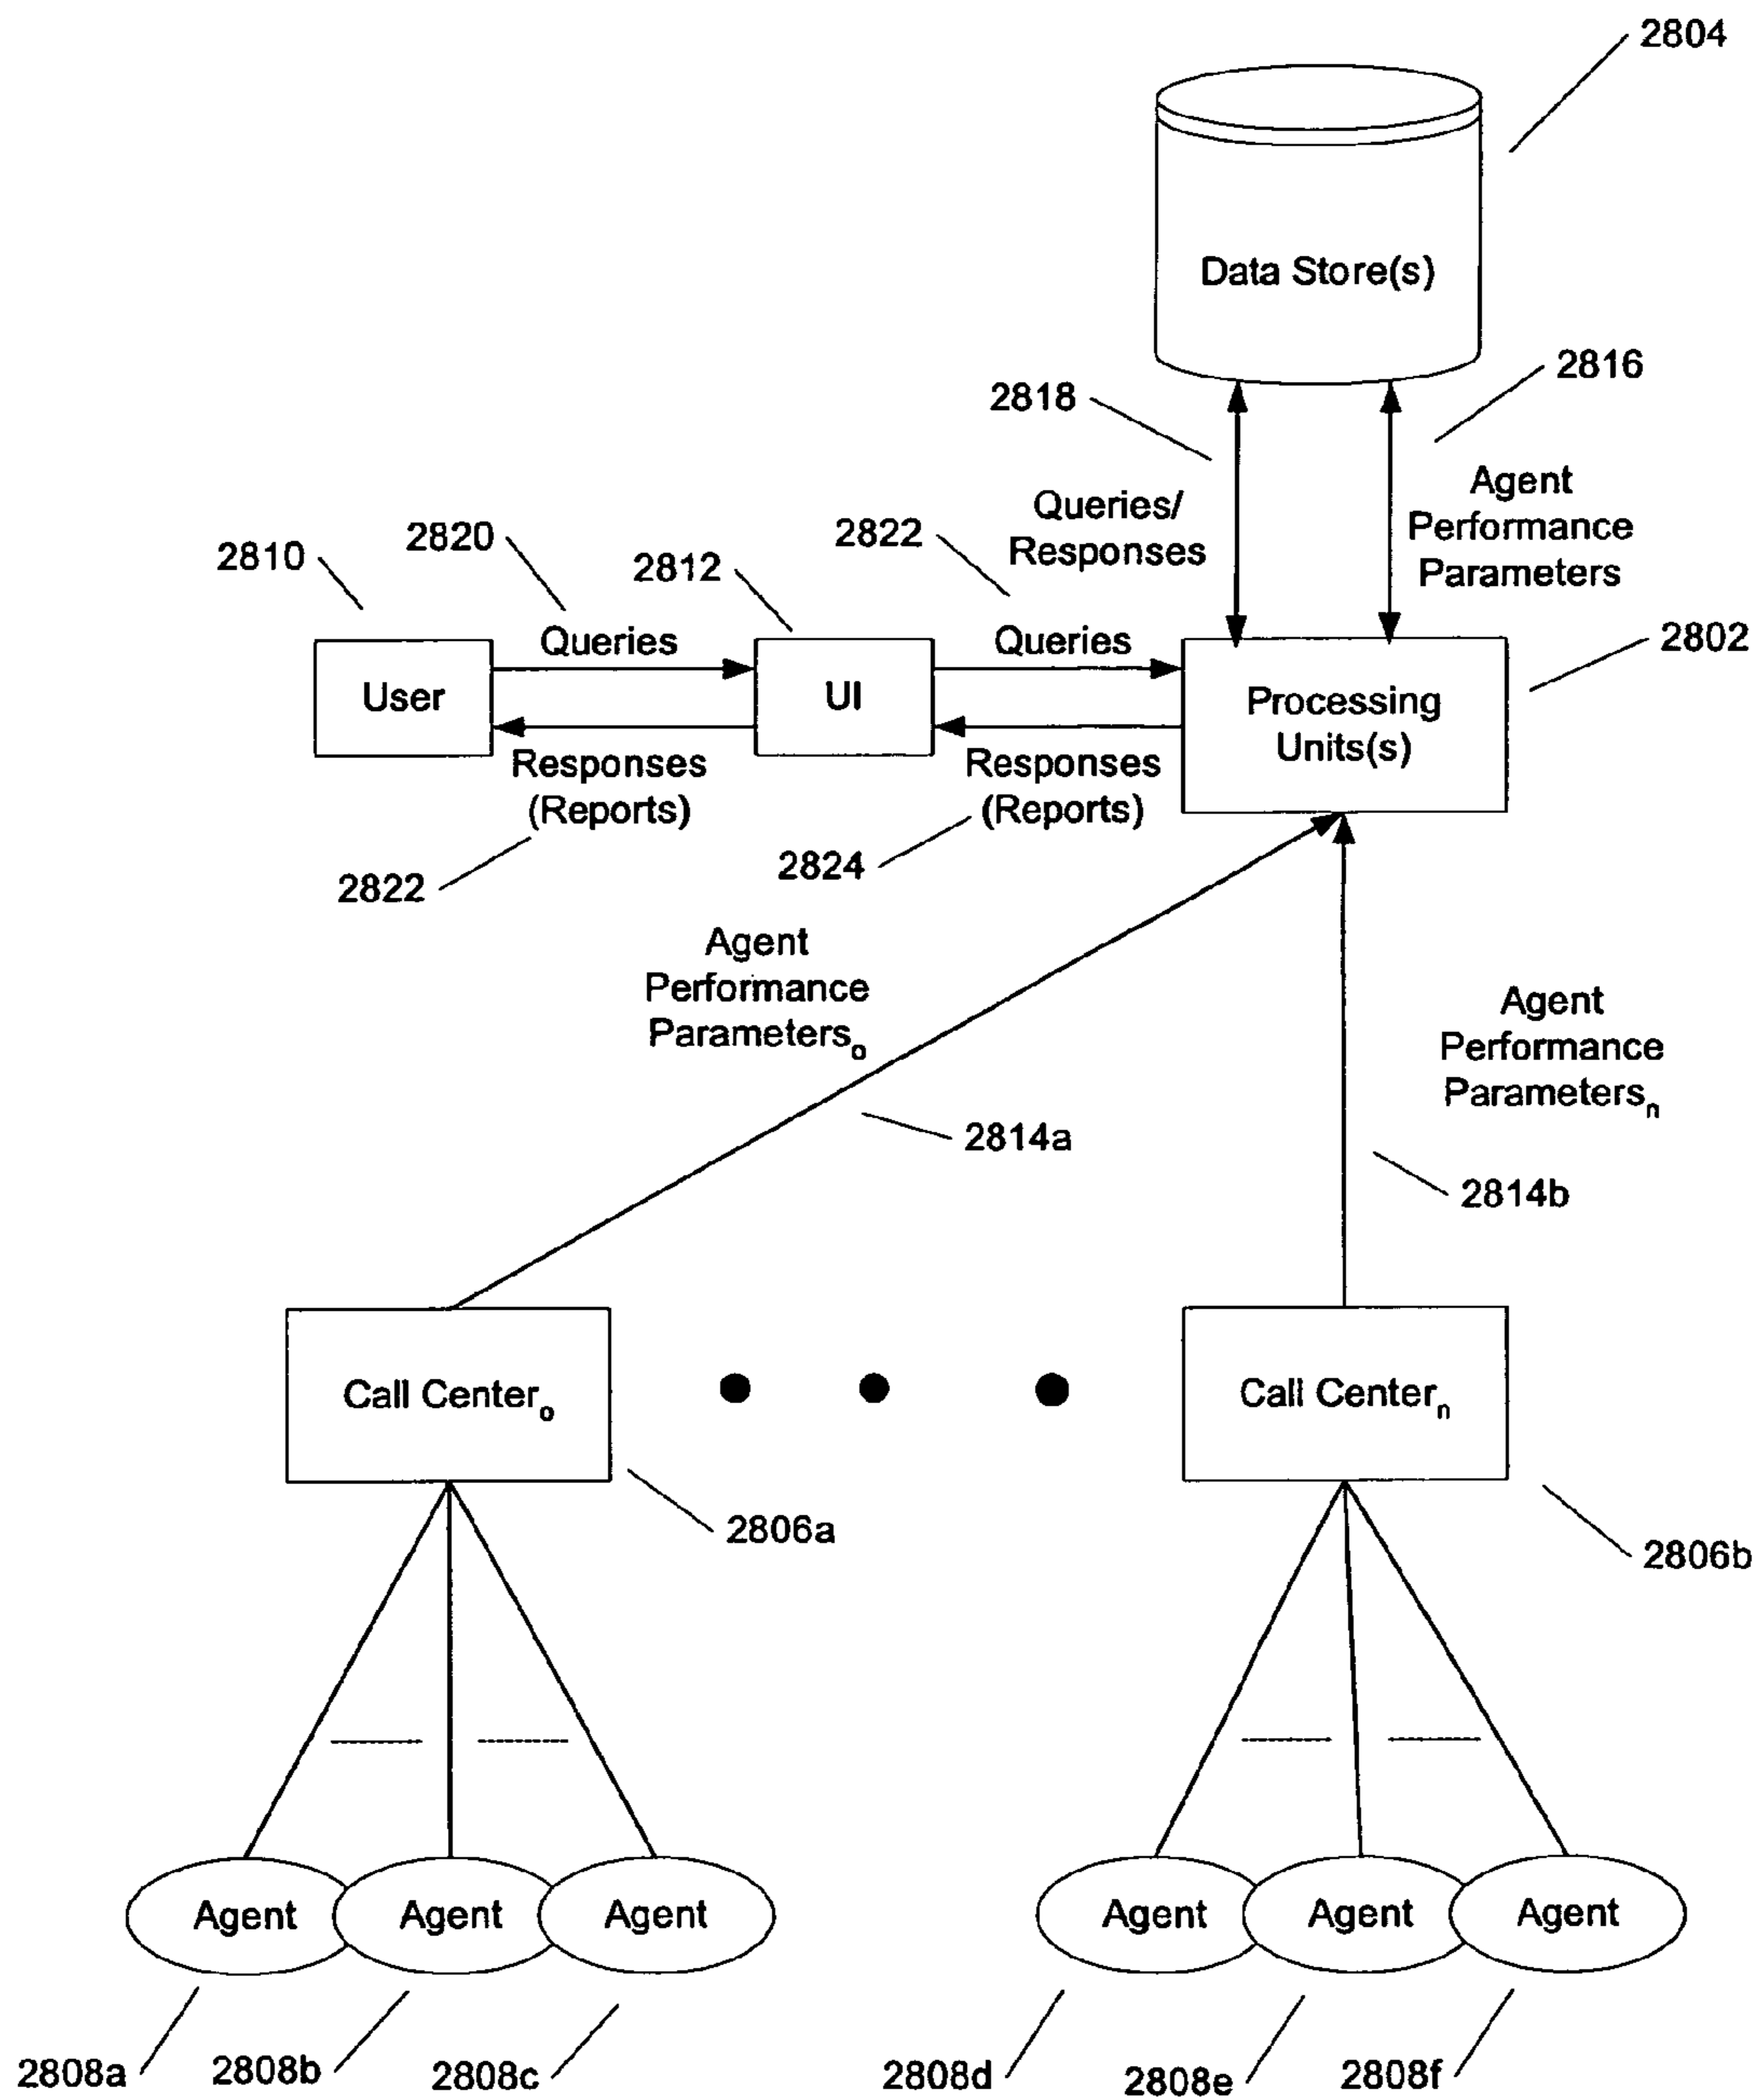 2804
Data Store(s)
2816
2818
Agent
Performance
Parameters
Queries/
Responses
2822
2820
2810
2812
2802
Queries
Queries
User
UI
Processing
Units(s)
Responses
(Reports)
Responses
(Reports)
2822
2824
Agent
Performance
Parameterso
Agent
Performance
Parametersn
2814a
2814b
Call Centero
Call Centern
2806a
2806b
Agent
Agent
Agent
Agent
Agent
Agent
2808a
2808b
2808c
2808d
2808e
2808f